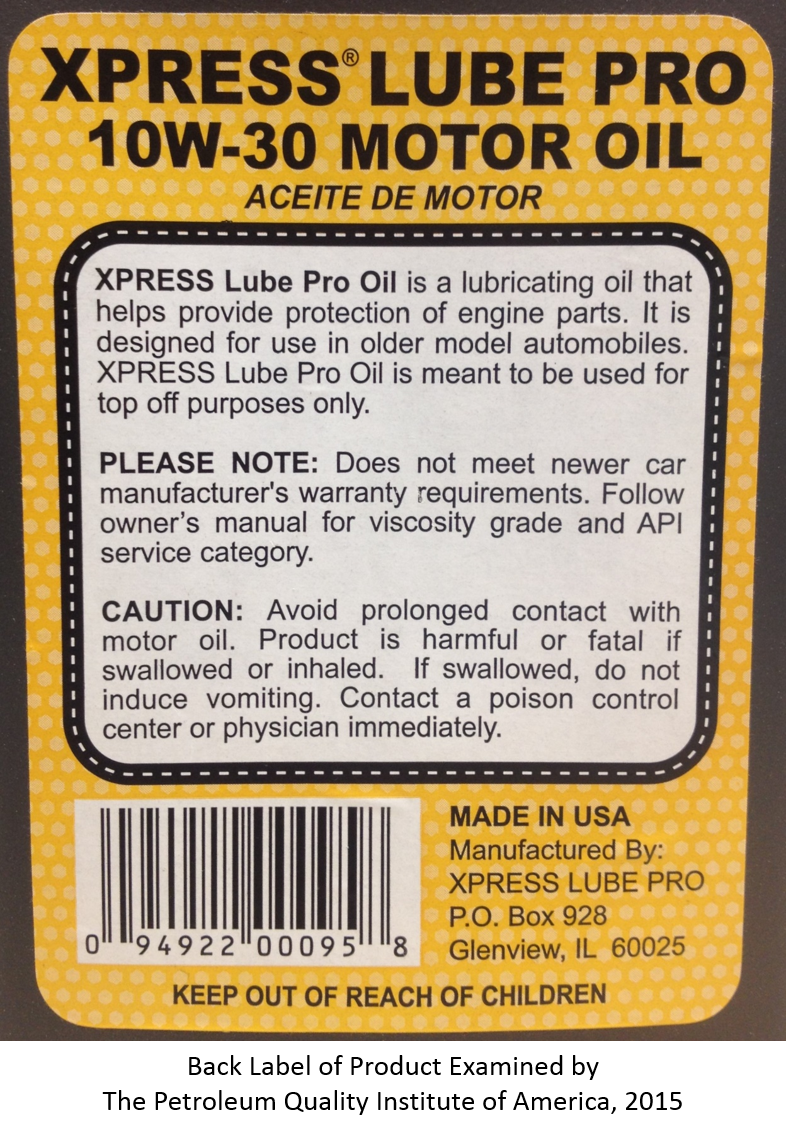 XPRESS® LUBE PRO
10W-30 MOTOR OIL
ACEITE DE MOTOR
XPRESS Lube Pro Oil is a lubricating oil that
helps provide protection of engine parts. It is
designed for use in older model automobiles.
XPRESS Lube Pro Oil is meant to be used for
top off purposes only.
PLEASE NOTE: Does not meet newer car
manufacturer's warranty requirements. Follow
owner's manual for viscosity grade and API
service category.
CAUTION: Avoid prolonged contact with
motor oil. Product is harmful or fatal if
swallowed or inhaled. If swallowed, do not
induce vomiting. Contact a poison control
center or physician immediately.
0 94922 00095 8
MADE IN USA
Manufactured By:
XPRESS LUBE PRO
P.O. Box 928
Glenview, IL 60025
KEEP OUT OF REACH OF CHILDREN
Back Label of Product Examined by
The Petroleum Quality Institute of America, 2015